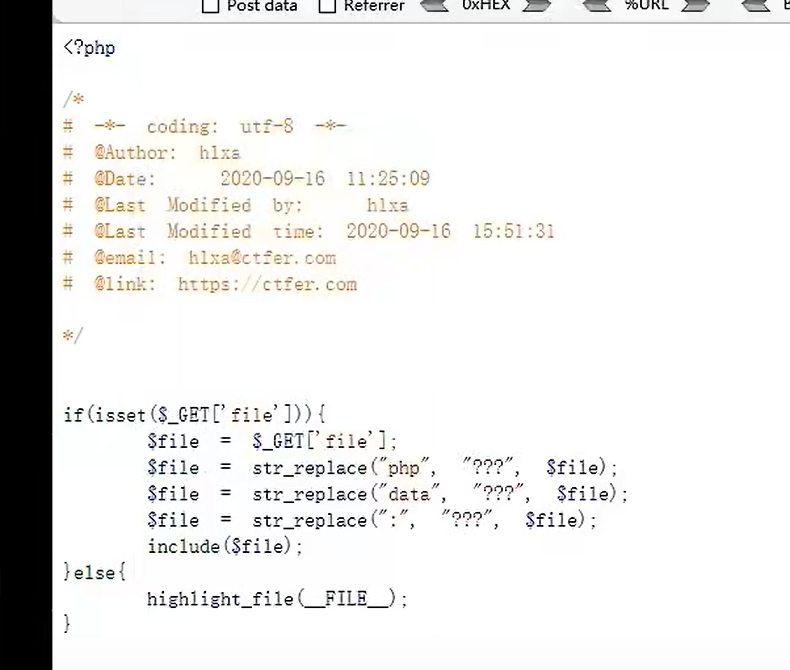 Post data Referrer 0xHEX %URL
<?php
/*
# -*- coding: utf-8 -*-
# @Author: h1xa
# @Date: 2020-09-16 11:25:09
# @Last Modified by: h1xa
# @Last Modified time: 2020-09-16 15:51:31
# @email: h1xa@ctfer.com
# @link: https://ctfer.com
*/
if(isset($_GET['file'])){
$file = $_GET['file'];
$file = str_replace("php", "???", $file);
$file = str_replace("data", "???", $file);
$file = str_replace(":", "???", $file);
include($file);
}else{
highlight_file(__FILE__);
}